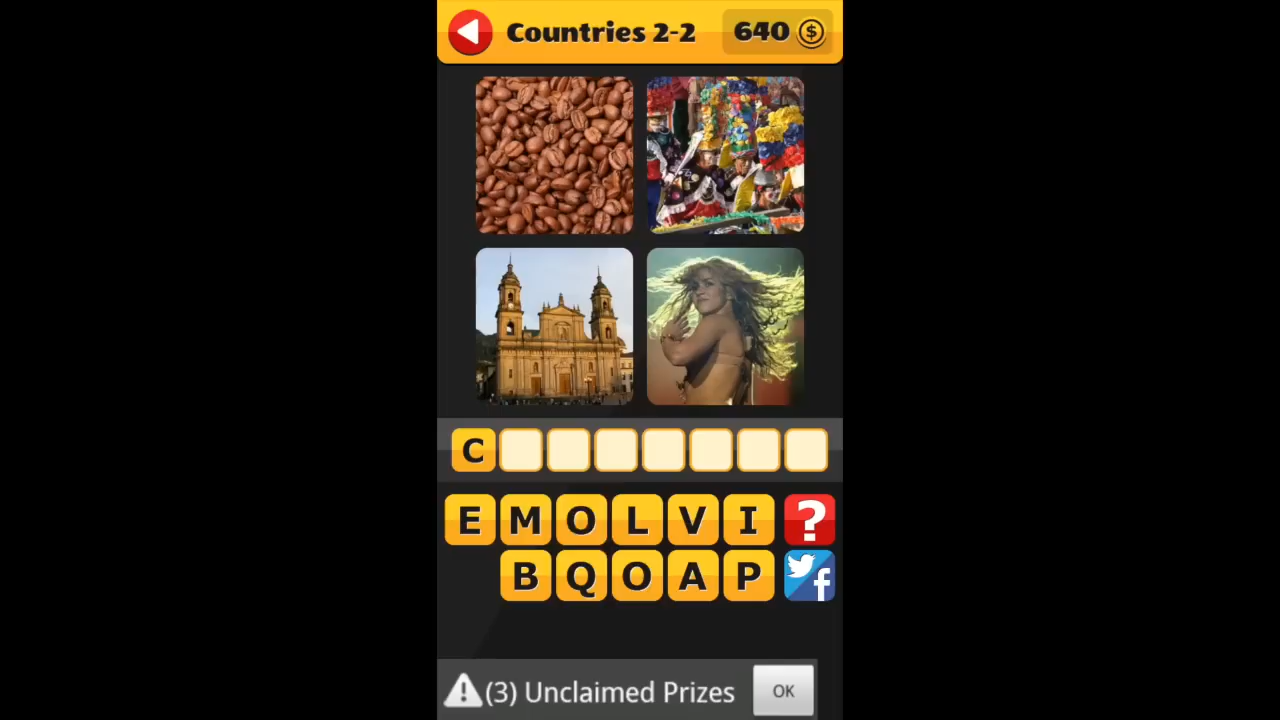 Countries 2-2 640 $
C
E M O L V I ?
B Q O A P f
(3) Unclaimed Prizes OK